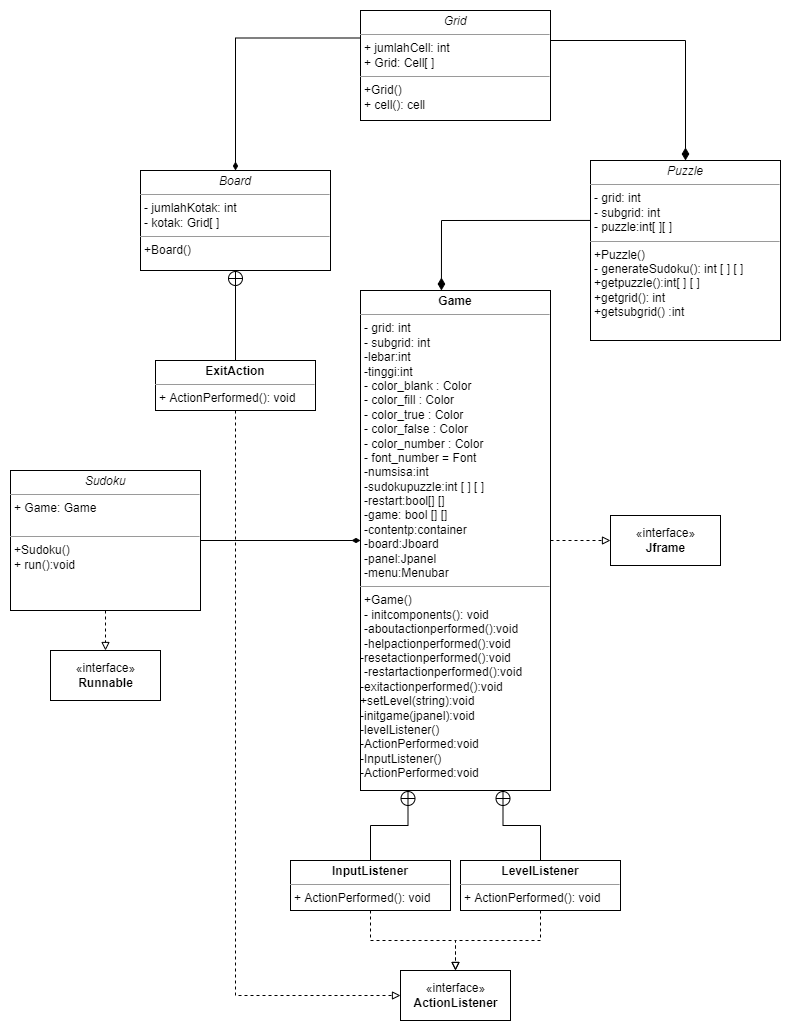 Grid
+ jumlahCell: int
+ Grid: Cell[ ]
+Grid()
+ cell(): cell
Board
- jumlahKotak: int
- kotak: Grid[ ]
+Board()
Puzzle
- grid: int
- subgrid: int
- puzzle:int[ ][ ]
+Puzzle()
- generateSudoku(): int [ ] [ ]
+getpuzzle():int[ ] [ ]
+getgrid(): int
+getsubgrid() :int
Game
- grid: int
- subgrid: int
-lebar:int
-tinggi:int
- color_blank : Color
- color_fill : Color
- color_true : Color
- color_false : Color
- color_number : Color
- font_number = Font
-numsisa:int
-sudokupuzzle:int [ ] [ ]
-restart:bool[] []
-game: bool [] []
-contentp:container
-board:Jboard
-panel:Jpanel
-menu:Menubar
+Game()
- initcomponents(): void
-aboutactionperformed():void
-helpactionperformed():void
-resetactionperformed():void
-restartactionperformed():void
-exitactionperformed():void
+setLevel(string):void
-initgame(jpanel):void
-levelListener()
-ActionPerformed:void
-InputListener()
-ActionPerformed:void
ExitAction
+ ActionPerformed(): void
Sudoku
+ Game: Game
+Sudoku()
+ run():void
«interface»
Jframe
«interface»
Runnable
InputListener
+ ActionPerformed(): void
LevelListener
+ ActionPerformed(): void
«interface»
ActionListener